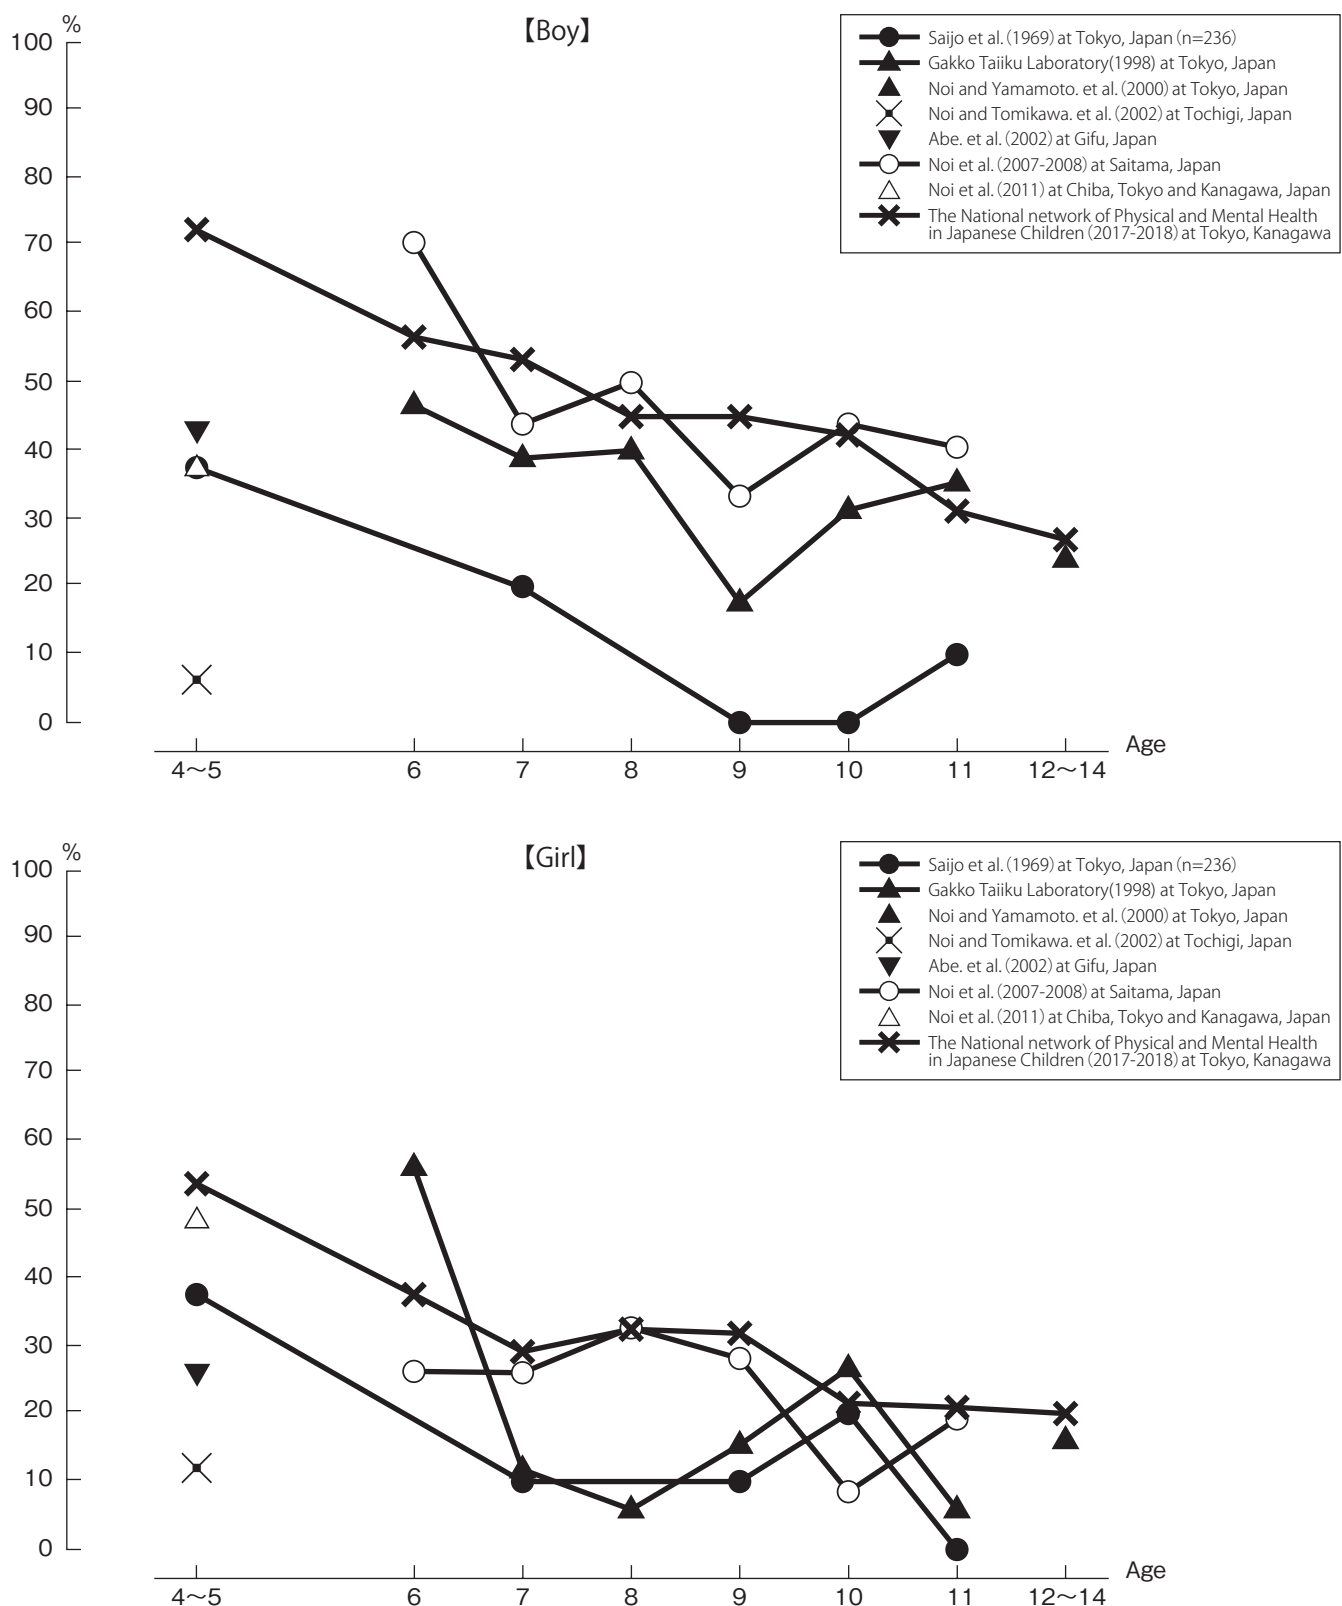 %
【Boy】
100
90
80
70
60
50
40
30
20
10
0
Saijo et al. (1969) at Tokyo, Japan (n=236)
Gakko Taiiku Laboratory(1998) at Tokyo, Japan
Noi and Yamamoto. et al. (2000) at Tokyo, Japan
Noi and Tomikawa. et al. (2002) at Tochigi, Japan
Abe. et al. (2002) at Gifu, Japan
Noi et al. (2007-2008) at Saitama, Japan
Noi et al. (2011) at Chiba, Tokyo and Kanagawa, Japan
The National network of Physical and Mental Health
in Japanese Children (2017-2018) at Tokyo, Kanagawa
Age
4～5 6 7 8 9 10 11 12～14
%
【Girl】
100
90
80
70
60
50
40
30
20
10
0
Saijo et al. (1969) at Tokyo, Japan (n=236)
Gakko Taiiku Laboratory(1998) at Tokyo, Japan
Noi and Yamamoto. et al. (2000) at Tokyo, Japan
Noi and Tomikawa. et al. (2002) at Tochigi, Japan
Abe. et al. (2002) at Gifu, Japan
Noi et al. (2007-2008) at Saitama, Japan
Noi et al. (2011) at Chiba, Tokyo and Kanagawa, Japan
The National network of Physical and Mental Health
in Japanese Children (2017-2018) at Tokyo, Kanagawa
Age
4～5 6 7 8 9 10 11 12～14